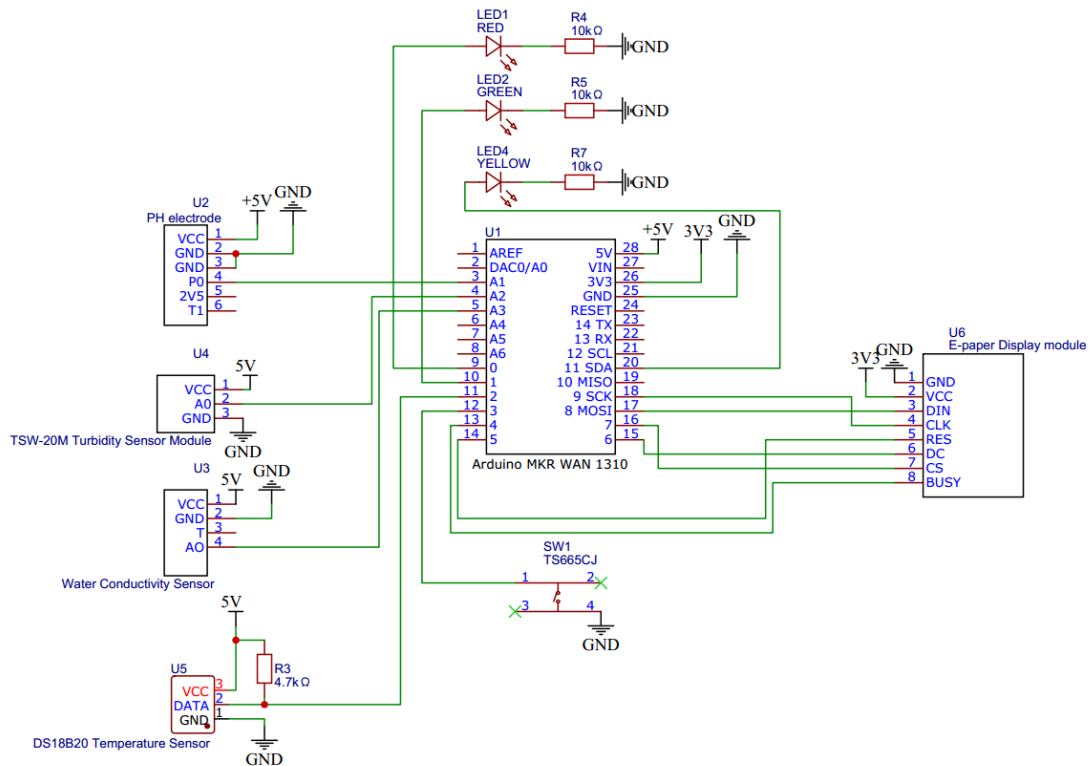 LED1
RED
R4
10kΩ
GND
LED2
GREEN
R5
10kΩ
GND
LED4
YELLOW
R7
10kΩ
GND
U2
PH electrode
+5V
GND
VCC 1
GND 2
GND 3
P0 4
2V5 5
T1 6
U4
5V
VCC 1
A0 2
GND 3
GND
TSW-20M Turbidity Sensor Module
U3
5V
GND
VCC 1
GND 2
T 3
AO 4
Water Conductivity Sensor
5V
R3
4.7kΩ
U5
VCC 3
DATA 2
GND 1
GND
DS18B20 Temperature Sensor
U1
+5V
3V3
GND
1 AREF 5V 28
2 DAC0/A0 VIN 27
3 A1 3V3 26
4 A2 GND 25
5 A3 RESET 24
6 A4 14 TX 23
7 A5 13 RX 22
8 A6 12 SCL 21
9 0 11 SDA 20
10 1 10 MISO 19
11 2 9 SCK 18
12 3 8 MOSI 17
13 4 7 16
14 5 6 15
Arduino MKR WAN 1310
U6
E-paper Display module
3V3
GND
1 GND
2 VCC
3 DIN
4 CLK
5 RES
6 DC
7 CS
8 BUSY
SW1
TS665CJ
1 2
3 4
GND